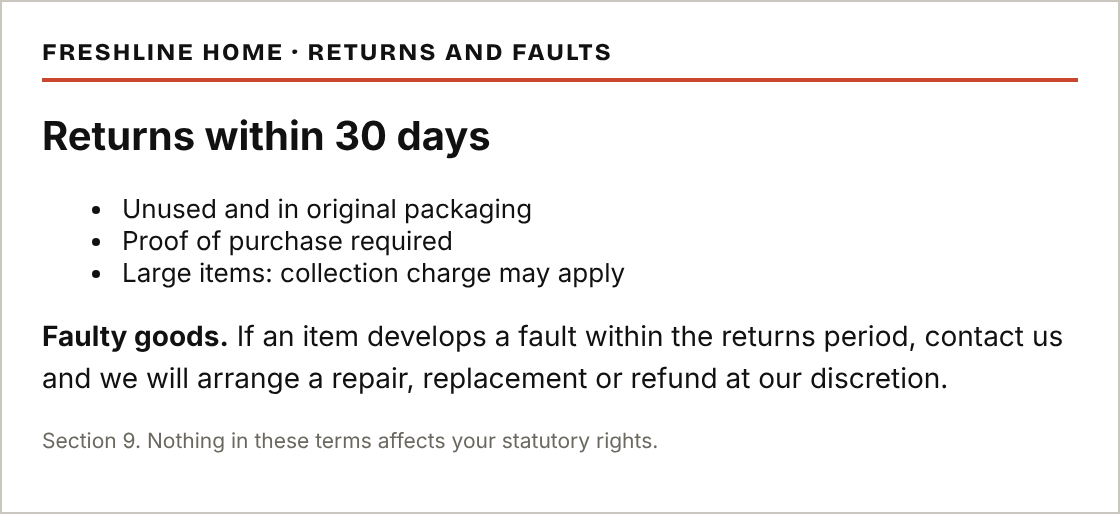 FRESHLINE HOME · RETURNS AND FAULTS
Returns within 30 days
• Unused and in original packaging
• Proof of purchase required
• Large items: collection charge may apply
Faulty goods. If an item develops a fault within the returns period, contact us
and we will arrange a repair, replacement or refund at our discretion.
Section 9. Nothing in these terms affects your statutory rights.